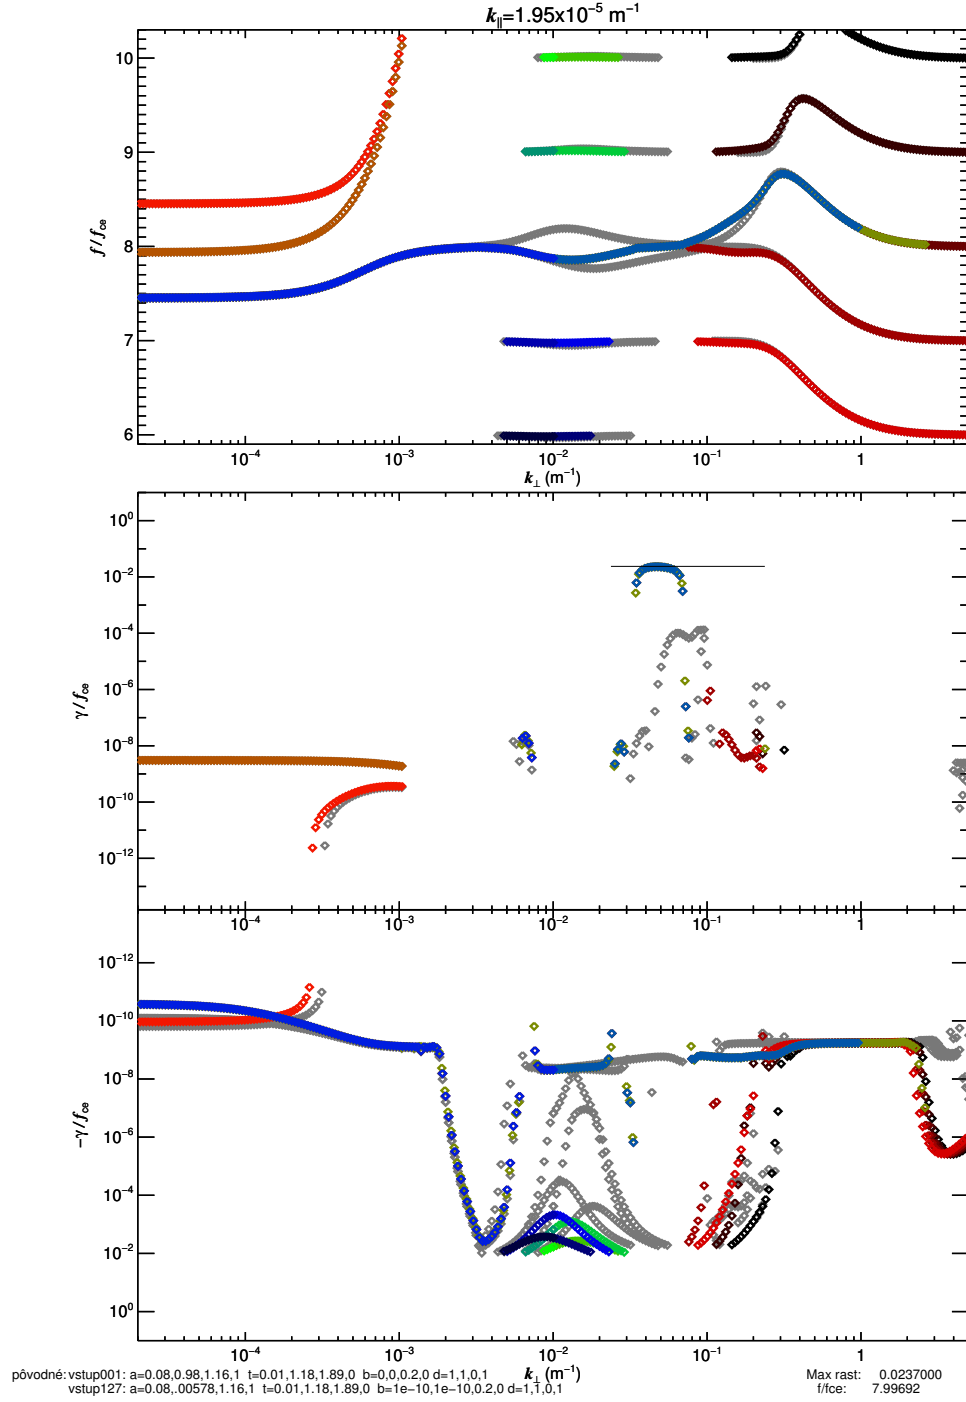 k∥=1.95x10⁻⁵ m⁻¹
10
9
8
7
6
f/fce
10⁻⁴ 10⁻³ 10⁻² 10⁻¹ 1
k⊥ (m⁻¹)
10⁰
10⁻²
10⁻⁴
10⁻⁶
10⁻⁸
10⁻¹⁰
10⁻¹²
γ/fce
10⁻⁴ 10⁻³ 10⁻² 10⁻¹ 1
10⁻¹²
10⁻¹⁰
10⁻⁸
10⁻⁶
10⁻⁴
10⁻²
10⁰
−γ/fce
10⁻⁴ 10⁻³ 10⁻² 10⁻¹ 1
k⊥ (m⁻¹)
pôvodné: vstup001: a=0.08,0.98,1.16,1 t=0.01,1.18,1.89,0 b=0,0,0.2,0 d=1,1,0,1 Max rast: 0.0237000
vstup127: a=0.08,.00578,1.16,1 t=0.01,1.18,1.89,0 b=1e−10,1e−10,0.2,0 d=1,1,0,1 f/fce: 7.99692